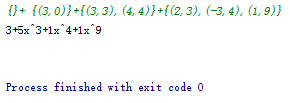 {}+ {(3, 0)}+{(3, 3), (4, 4)}+{(2, 3), (-3, 4), (1, 9)}
3+5x^3+1x^4+1x^9
Process finished with exit code 0